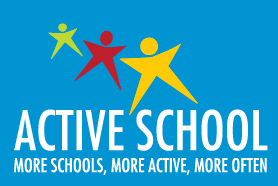 ACTIVE SCHOOL
MORE SCHOOLS, MORE ACTIVE, MORE OFTEN